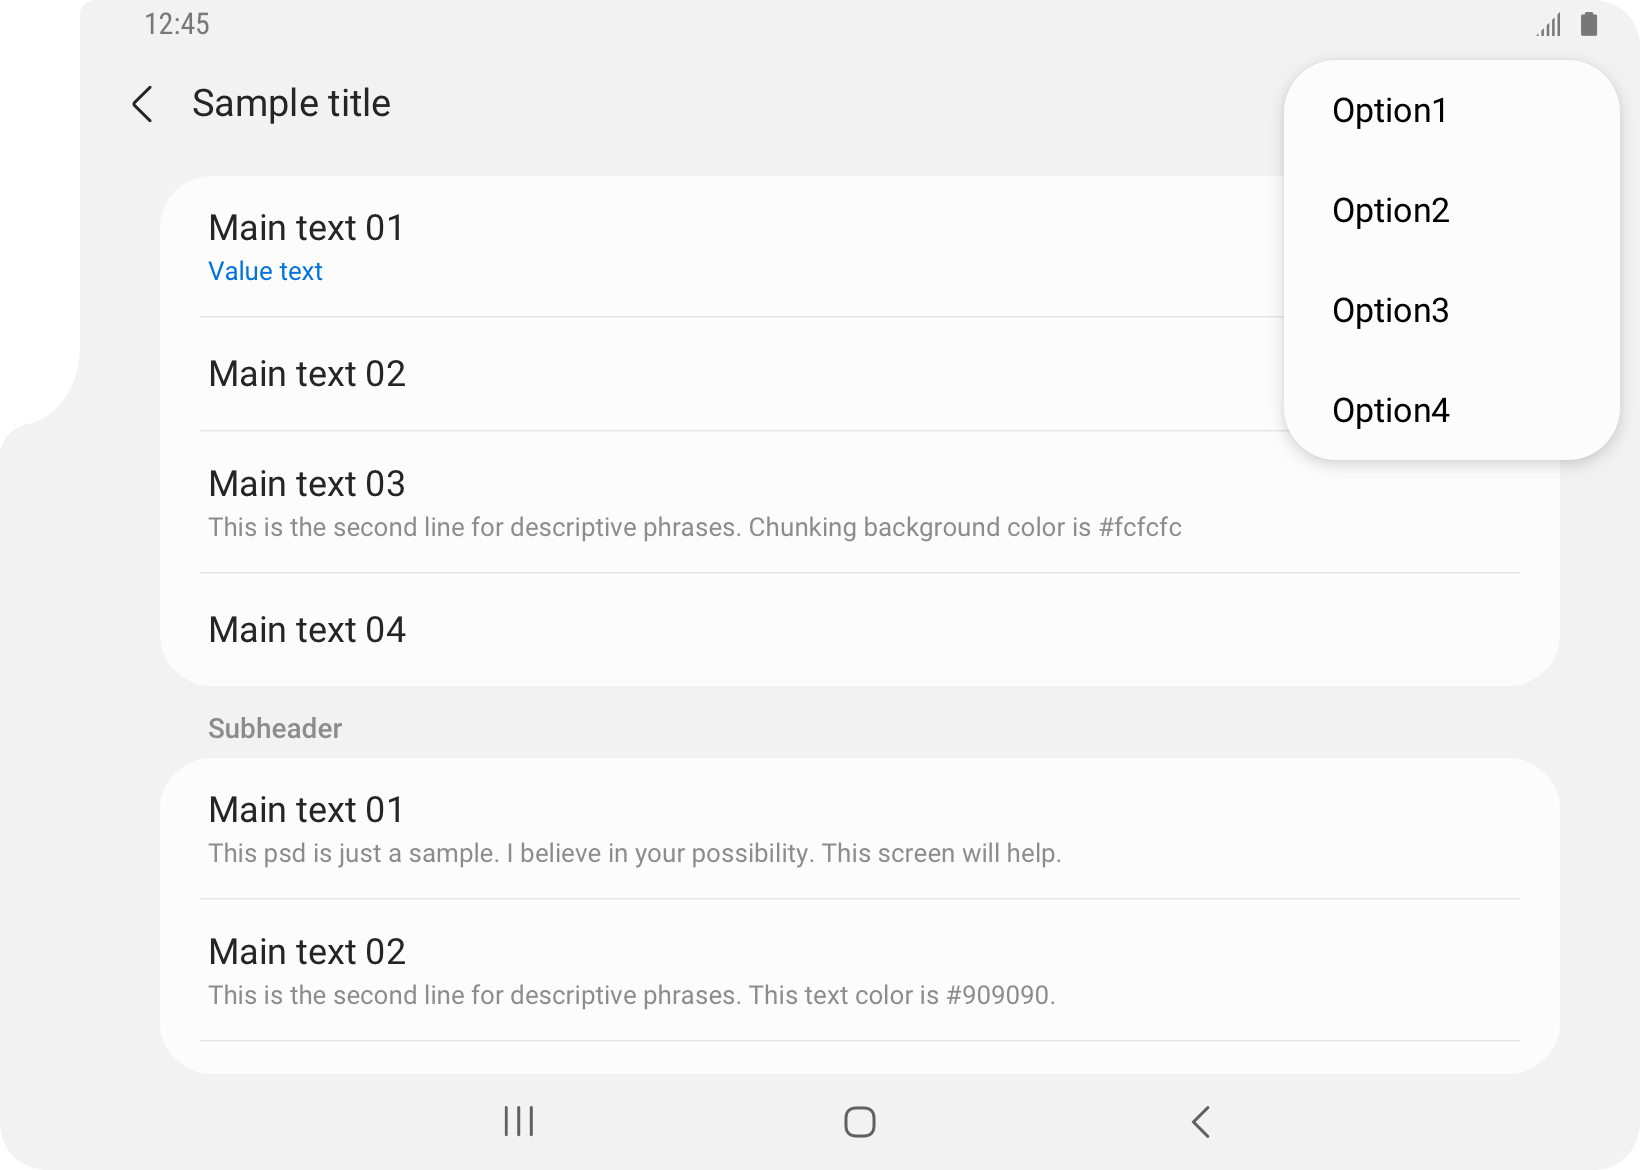 12:45
Sample title
Option1
Option2
Option3
Option4
Main text 01
Value text
Main text 02
Main text 03
This is the second line for descriptive phrases. Chunking background color is #fcfcfc
Main text 04
Subheader
Main text 01
This psd is just a sample. I believe in your possibility. This screen will help.
Main text 02
This is the second line for descriptive phrases. This text color is #909090.